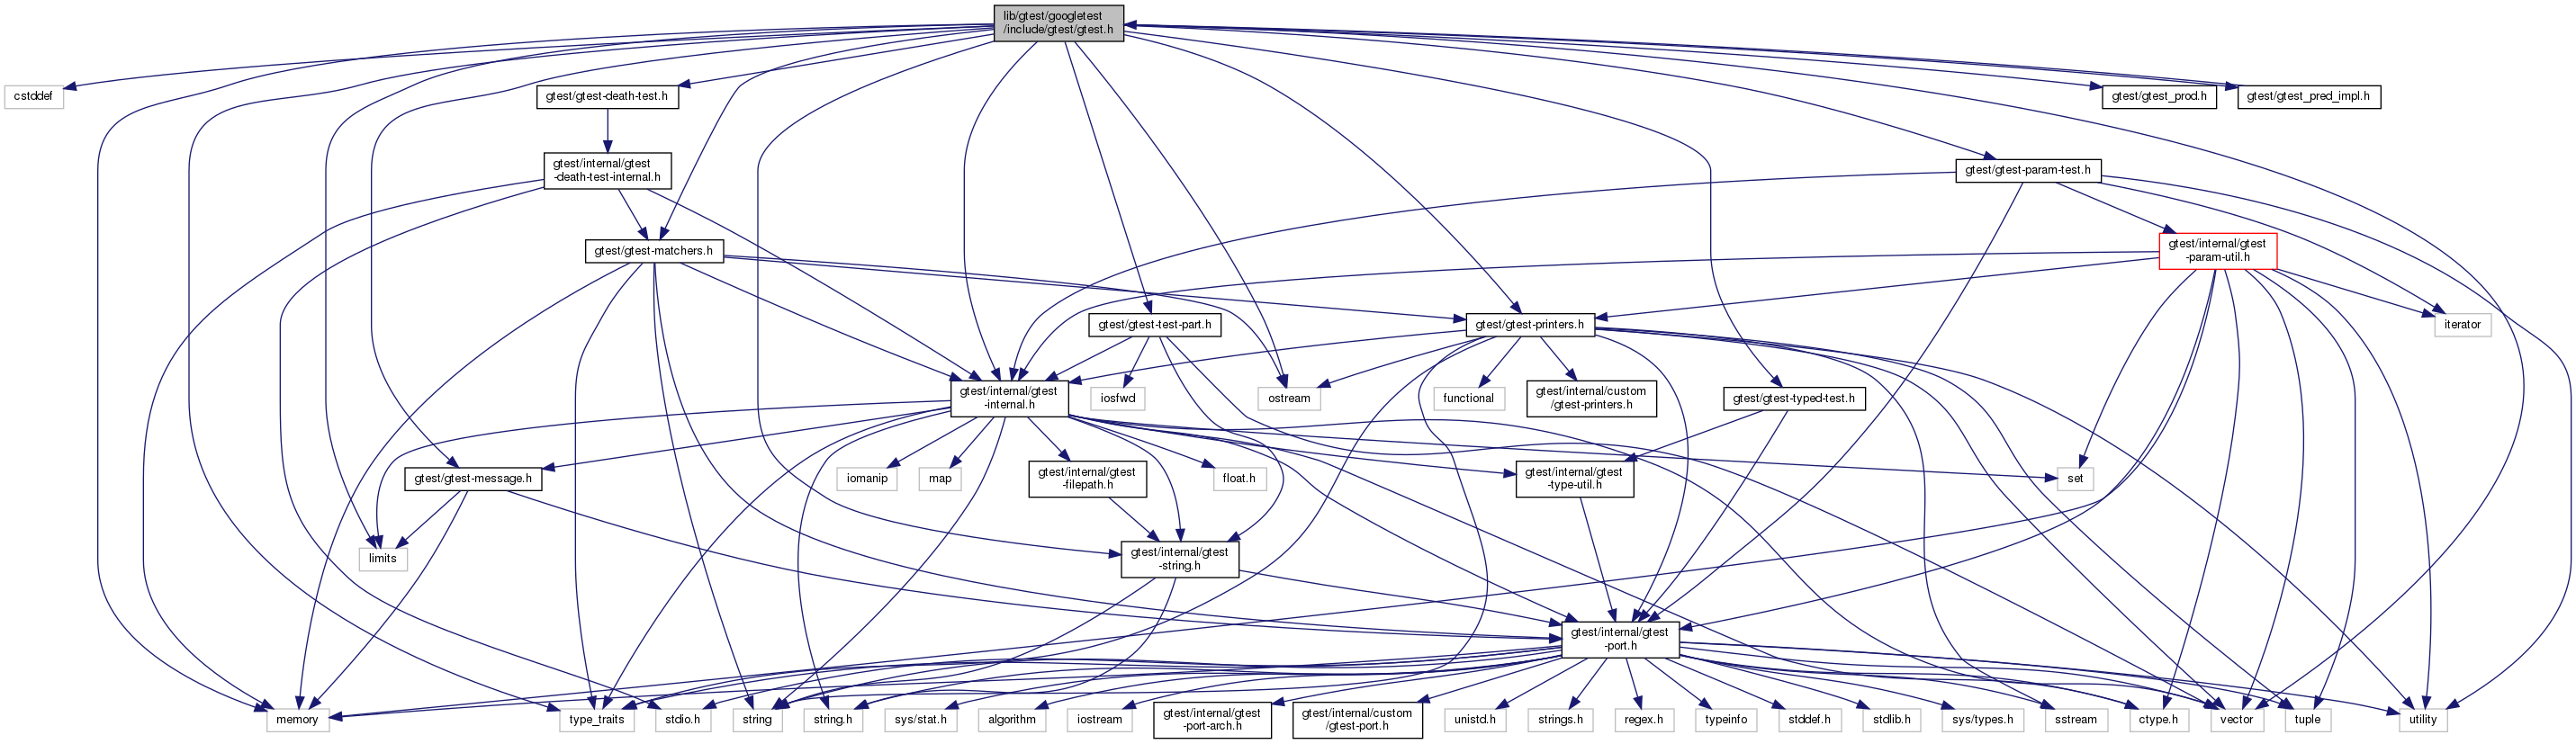 lib/gtest/googletest
/include/gtest/gtest.h
cstddef
gtest/gtest-death-test.h
gtest/gtest_prod.h
gtest/gtest_pred_impl.h
gtest/internal/gtest
-death-test-internal.h
gtest/gtest-param-test.h
gtest/gtest-matchers.h
gtest/internal/gtest
-param-util.h
gtest/gtest-test-part.h
gtest/gtest-printers.h
iterator
gtest/internal/gtest
-internal.h
iosfwd
ostream
functional
gtest/internal/custom
/gtest-printers.h
gtest/gtest-typed-test.h
gtest/gtest-message.h
iomanip
map
gtest/internal/gtest
-filepath.h
float.h
gtest/internal/gtest
-type-util.h
set
limits
gtest/internal/gtest
-string.h
gtest/internal/gtest
-port.h
memory
type_traits
stdio.h
string
string.h
sys/stat.h
algorithm
iostream
gtest/internal/gtest
-port-arch.h
gtest/internal/custom
/gtest-port.h
unistd.h
strings.h
regex.h
typeinfo
stddef.h
stdlib.h
sys/types.h
sstream
ctype.h
vector
tuple
utility